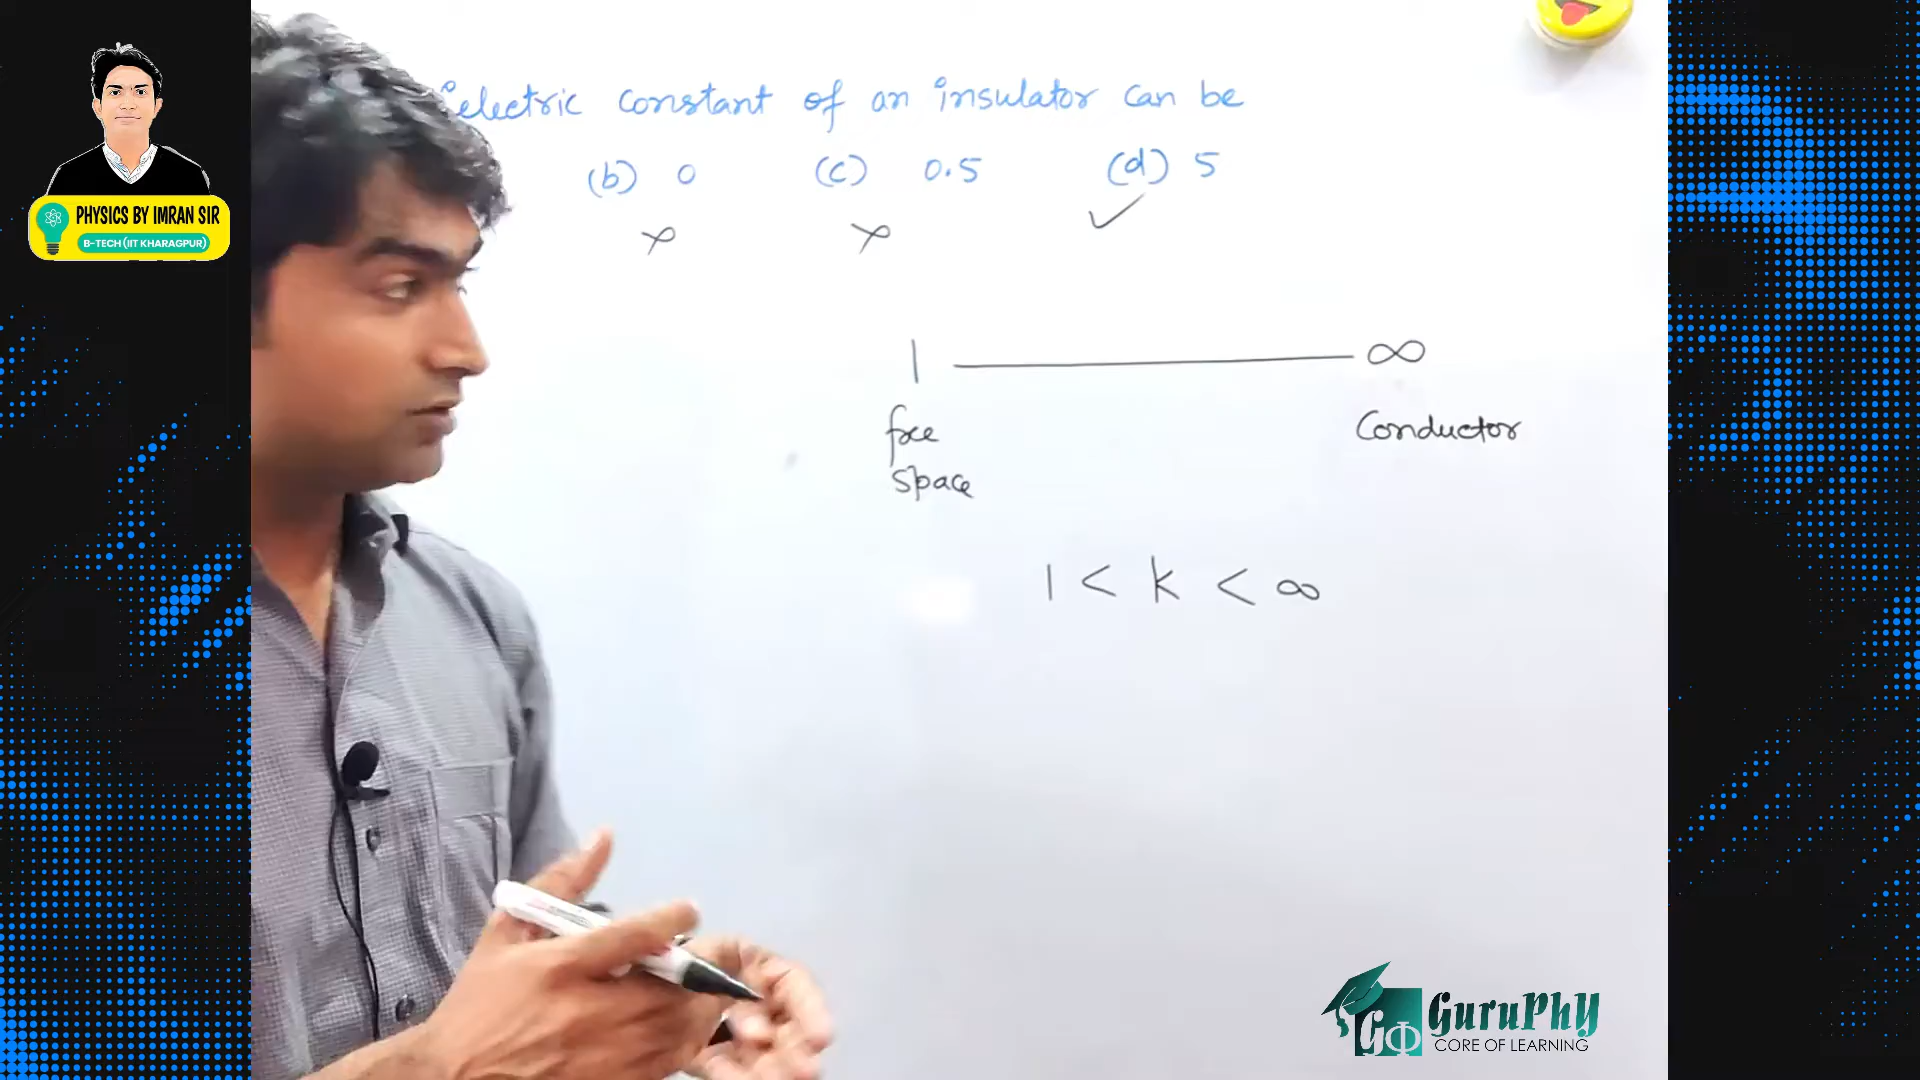 electric constant of an insulator can be
(b) 0 (c) 0.5 (d) 5
1 ∞
free
space
Conductor
1 < K < ∞
PHYSICS BY IMRAN SIR
B-TECH (IIT KHARAGPUR)
GΦ GURUPHY
CORE OF LEARNING